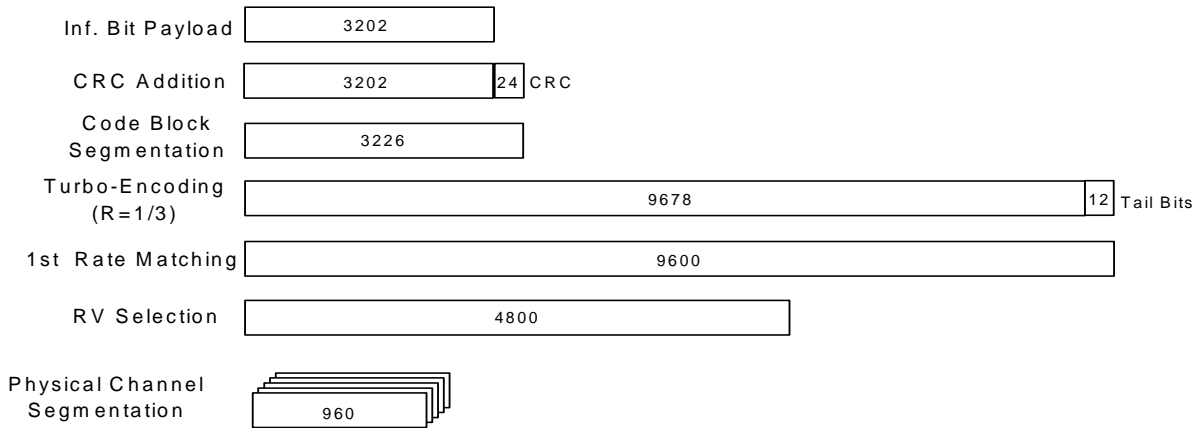 Inf. Bit Payload 3202
CRC Addition 3202 24 CRC
Code Block
Segmentation 3226
Turbo-Encoding
(R=1/3) 9678 12 Tail Bits
1st Rate Matching 9600
RV Selection 4800
Physical Channel
Segmentation 960